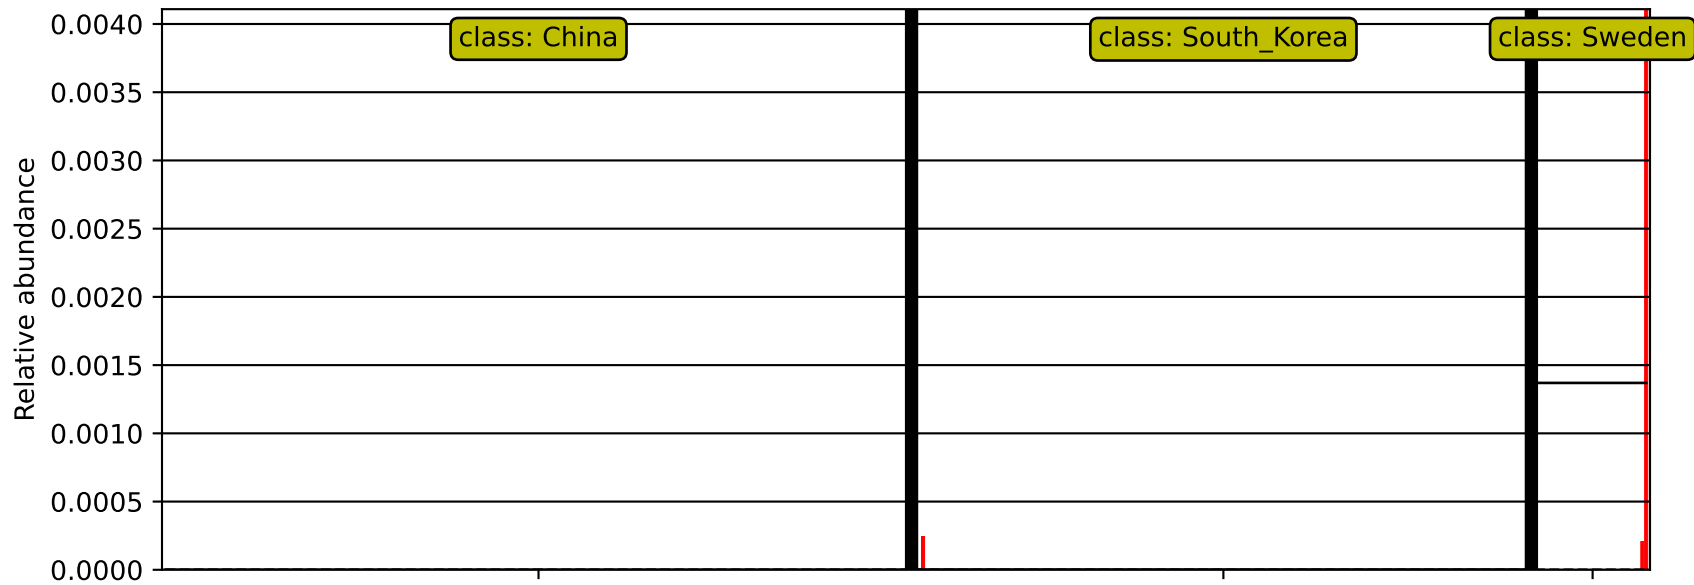 0.0040
class: China
class: South_Korea
class: Sweden
0.0035
0.0030
0.0025
0.0020
0.0015
0.0010
0.0005
0.0000
Relative abundance